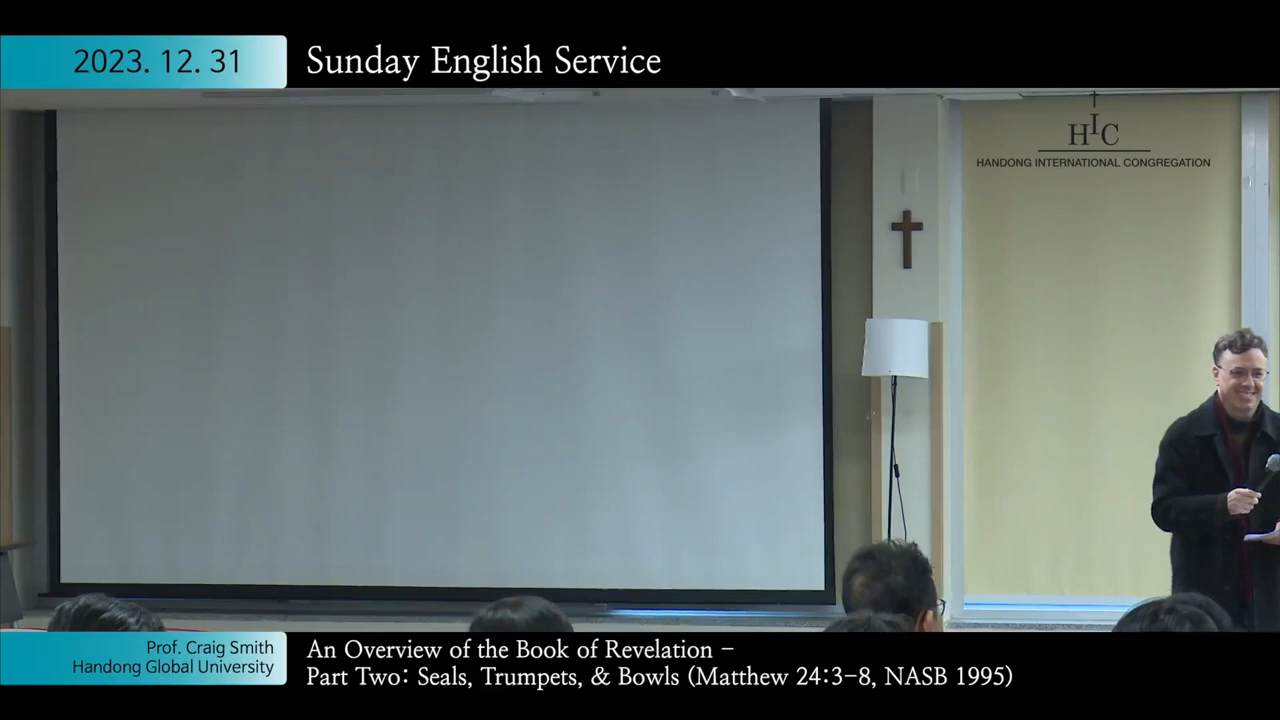 2023. 12. 31
Sunday English Service
HIC
HANDONG INTERNATIONAL CONGREGATION
Prof. Craig Smith
Handong Global University
An Overview of the Book of Revelation –
Part Two: Seals, Trumpets, & Bowls (Matthew 24:3-8, NASB 1995)